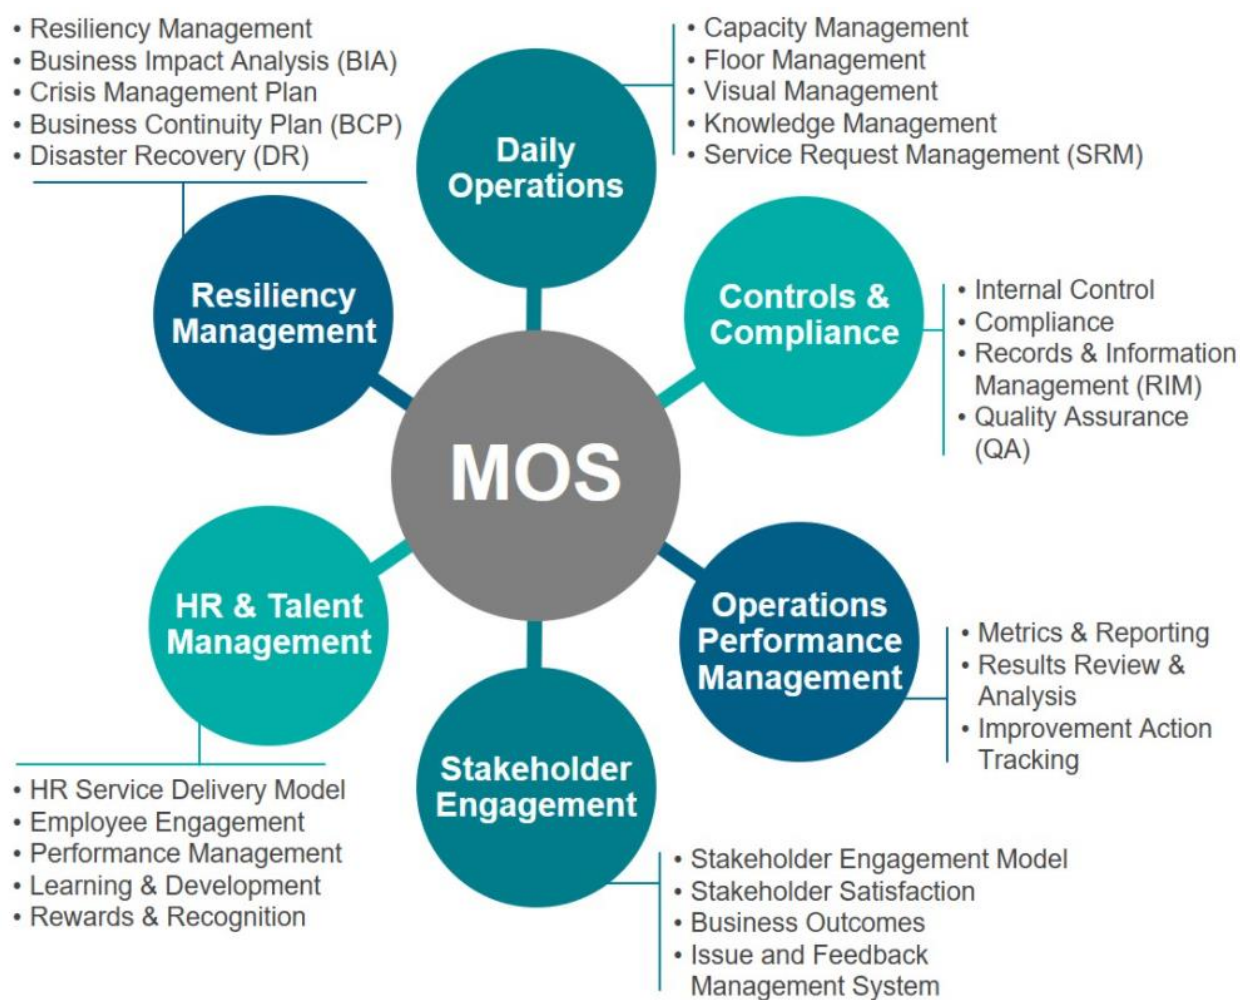 • Resiliency Management
• Business Impact Analysis (BIA)
• Crisis Management Plan
• Business Continuity Plan (BCP)
• Disaster Recovery (DR)
• Capacity Management
• Floor Management
• Visual Management
• Knowledge Management
• Service Request Management (SRM)
Daily
Operations
Resiliency
Management
Controls &
Compliance
• Internal Control
• Compliance
• Records & Information
Management (RIM)
• Quality Assurance
(QA)
MOS
HR & Talent
Management
Operations
Performance
Management
• Metrics & Reporting
• Results Review &
Analysis
• Improvement Action
Tracking
Stakeholder
Engagement
• HR Service Delivery Model
• Employee Engagement
• Performance Management
• Learning & Development
• Rewards & Recognition
• Stakeholder Engagement Model
• Stakeholder Satisfaction
• Business Outcomes
• Issue and Feedback
Management System